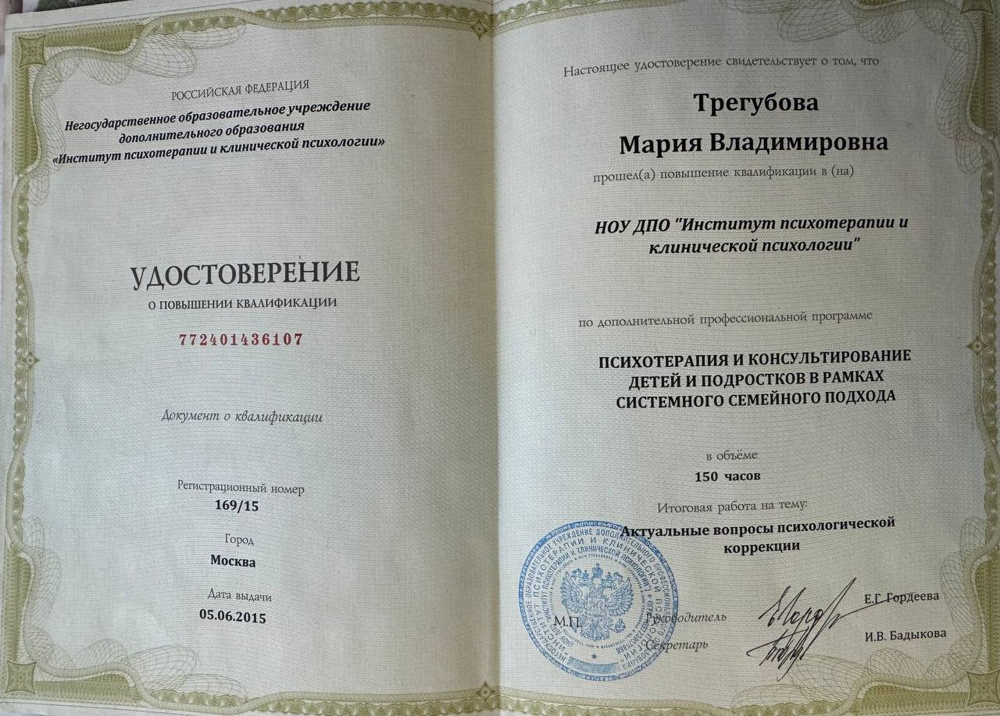 РОССИЙСКАЯ ФЕДЕРАЦИЯ
Негосударственное образовательное учреждение
дополнительного образования
«Институт психотерапии и клинической психологии»
УДОСТОВЕРЕНИЕ
О ПОВЫШЕНИИ КВАЛИФИКАЦИИ
772401436107
Документ о квалификации
Регистрационный номер
169/15
Город
Москва
Дата выдачи
05.06.2015
Настоящее удостоверение свидетельствует о том, что
Трегубова
Мария Владимировна
прошел(а) повышение квалификации в (на)
НОУ ДПО "Институт психотерапии и
клинической психологии"
по дополнительной профессиональной программе
ПСИХОТЕРАПИЯ И КОНСУЛЬТИРОВАНИЕ
ДЕТЕЙ И ПОДРОСТКОВ В РАМКАХ
СИСТЕМНОГО СЕМЕЙНОГО ПОДХОДА
в объёме
150 часов
Итоговая работа на тему:
Актуальные вопросы психологической
коррекции
М.П.
Руководитель
Е.Г. Гордеева
Секретарь
И.В. Бадыкова